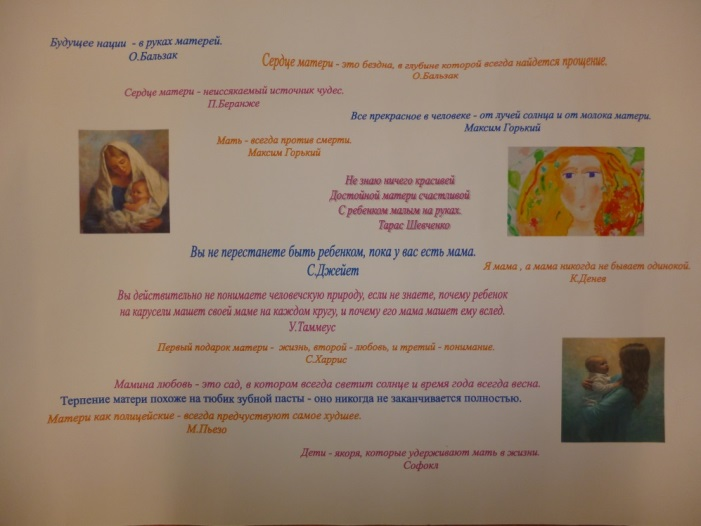 Будущее нации - в руках матерей.
О.Бальзак
Сердце матери - это бездна, в глубине которой всегда найдется прощение.
О.Бальзак
Сердце матери - неиссякаемый источник чудес.
П.Беранже
Все прекрасное в человеке - от лучей солнца и от молока матери.
Максим Горький
Мать - всегда против смерти.
Максим Горький
Не знаю ничего красивей
Достойной матери счастливой
С ребенком малым на руках.
Тарас Шевченко
Вы не перестанете быть ребенком, пока у вас есть мама.
С.Джейет
Я мама , а мама никогда не бывает одинокой.
К.Денев
Вы действительно не понимаете человечскую природу, если не знаете, почему ребенок
на карусели машет своей маме на каждом кругу, и почему его мама машет ему вслед.
У.Таммеус
Первый подарок матери - жизнь, второй - любовь, и третий - понимание.
С.Харрис
Мамина любовь - это сад, в котором всегда светит солнце и время года всегда весна.
Терпение матери похоже на тюбик зубной пасты - оно никогда не заканчивается полностью.
Матери как полицейские - всегда предчуствуют самое худшее.
М.Пьезо
Дети - якоря, которые удерживают мать в жизни.
Софокл